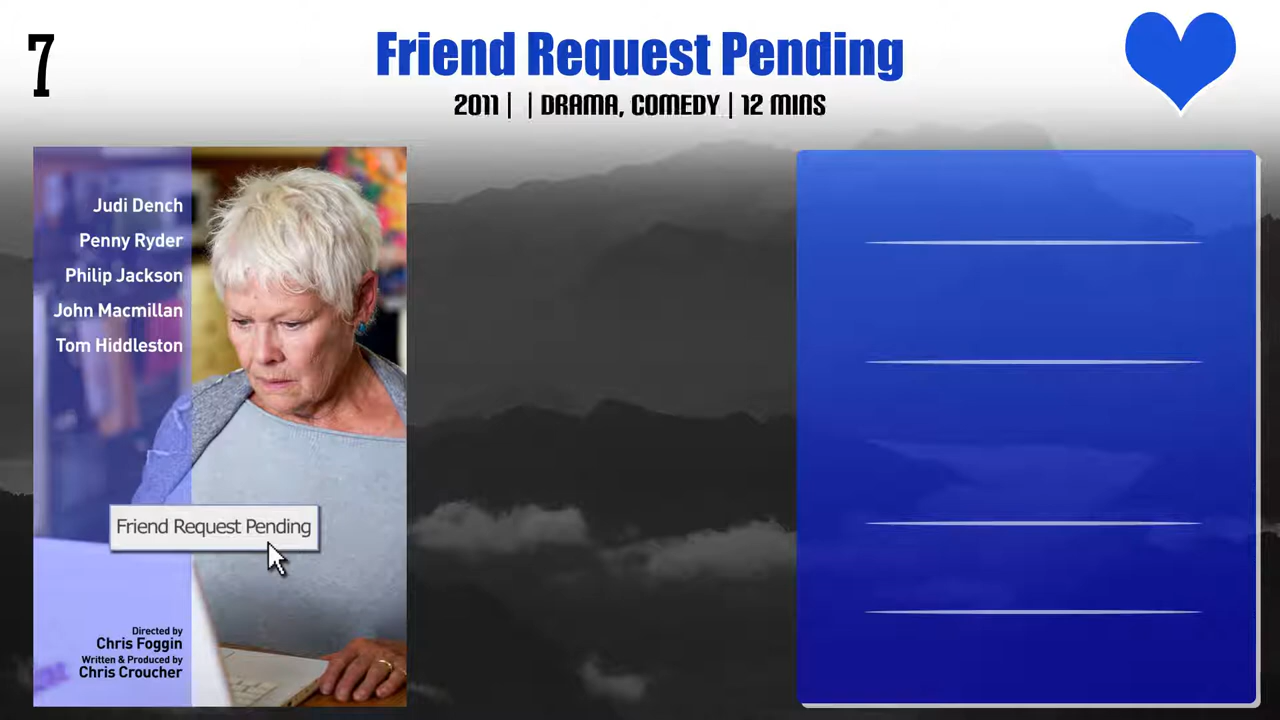 7
Friend Request Pending
2011 | | DRAMA, COMEDY | 12 MINS
Judi Dench
Penny Ryder
Philip Jackson
John Macmillan
Tom Hiddleston
Friend Request Pending
Directed by
Chris Foggin
Written & Produced by
Chris Croucher